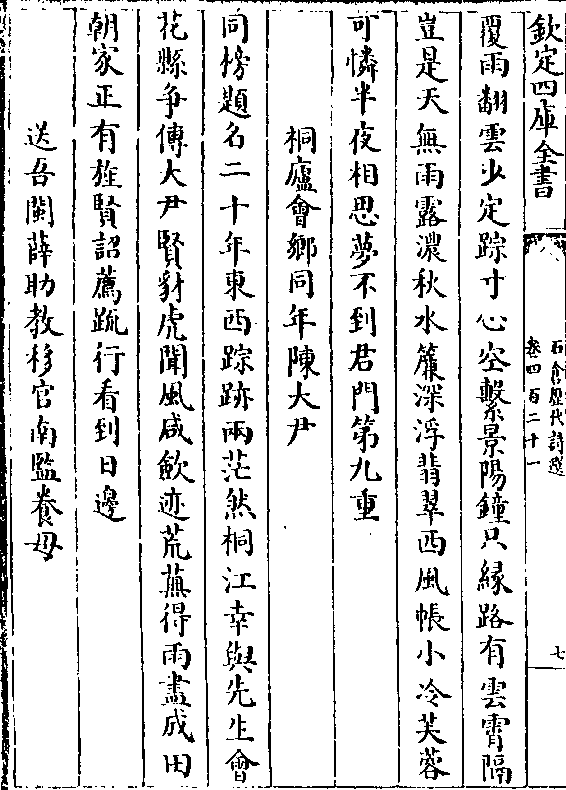 欽定四庫全書
石倉歷代詩選
卷四百二十一
七
覆雨翻雲少定踪寸心空繫景陽鐘只緣路有雲霄隔
豈是天無雨露濃秋水簾深浮翡翠西風帳小冷芙蓉
可憐半夜相思夢不到君門第九重
桐廬會鄉同年陳大尹
同榜題名二十年東西踪跡兩茫然桐江幸與先生會
花縣爭傳大尹賢豺虎聞風咸歛迹荒蕪得雨盡成田
朝家正有旌賢詔薦䟽行看到日邊
送吾閩薛助教移官南監養母